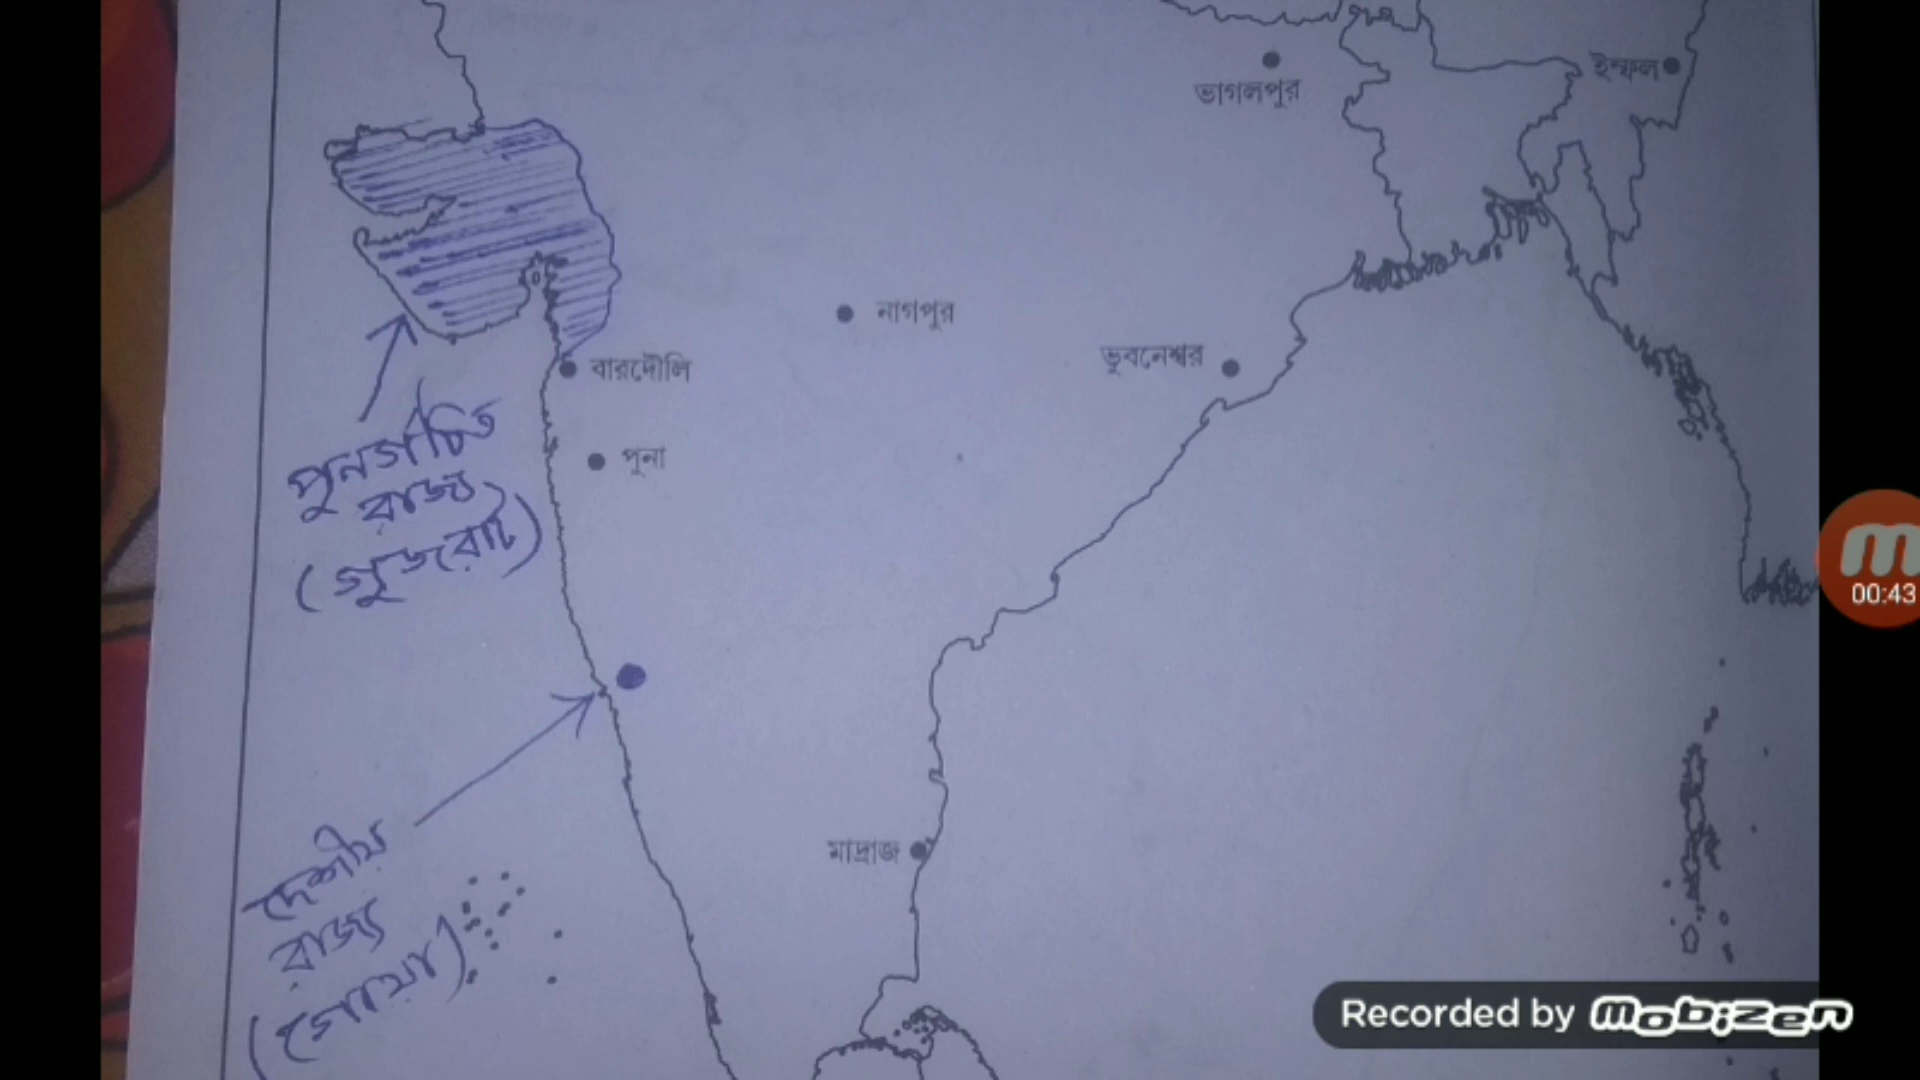 ইম্ফল
ভাগলপুর
নাগপুর
ভুবনেশ্বর
বারদৌলি
পুনা
পুনর্গঠিত
রাজ্য
(গুজরাট)
মাদ্রাজ
দেশীয়
রাজ্য
(গোয়া)
00:43
Recorded by mobizen